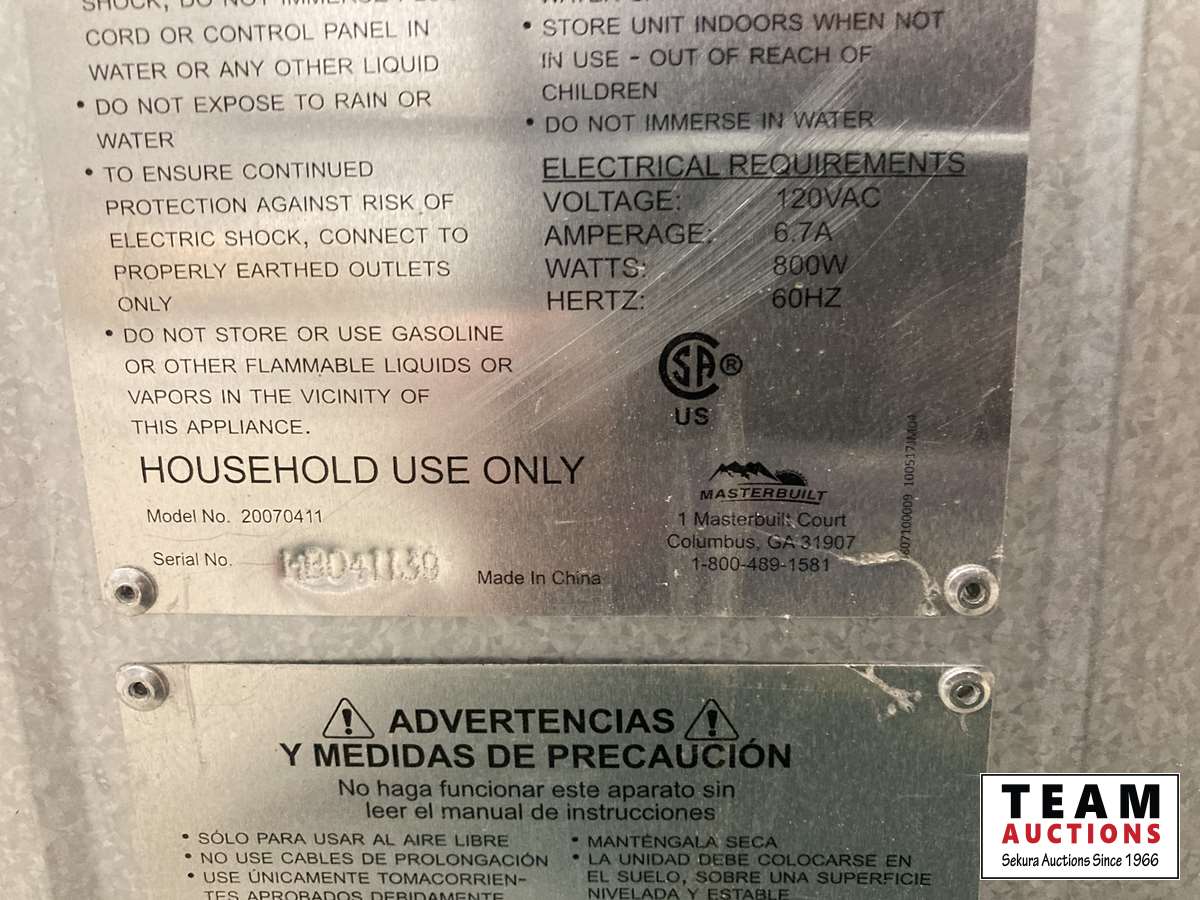 CORD OR CONTROL PANEL IN
WATER OR ANY OTHER LIQUID
• DO NOT EXPOSE TO RAIN OR
WATER
• TO ENSURE CONTINUED
PROTECTION AGAINST RISK OF
ELECTRIC SHOCK, CONNECT TO
PROPERLY EARTHED OUTLETS
ONLY
• DO NOT STORE OR USE GASOLINE
OR OTHER FLAMMABLE LIQUIDS OR
VAPORS IN THE VICINITY OF
THIS APPLIANCE.
• STORE UNIT INDOORS WHEN NOT
IN USE - OUT OF REACH OF
CHILDREN
• DO NOT IMMERSE IN WATER
ELECTRICAL REQUIREMENTS
VOLTAGE: 120VAC
AMPERAGE: 6.7A
WATTS: 800W
HERTZ: 60HZ
SA®
US
HOUSEHOLD USE ONLY
Model No. 20070411
Serial No.
Made In China
MASTERBUILT
1 Masterbuilt Court
Columbus, GA 31907
1-800-489-1581
ADVERTENCIAS
Y MEDIDAS DE PRECAUCIÓN
No haga funcionar este aparato sin
leer el manual de instrucciones
• SÓLO PARA USAR AL AIRE LIBRE
• NO USE CABLES DE PROLONGACIÓN
• USE ÚNICAMENTE TOMACORRIEN-
TES APROBADOS DEBIDAMENTE
• MANTÉNGALA SECA
• LA UNIDAD DEBE COLOCARSE EN
EL SUELO, SOBRE UNA SUPERFICIE
NIVELADA Y ESTABLE
TEAM
AUCTIONS
Sekura Auctions Since 1966